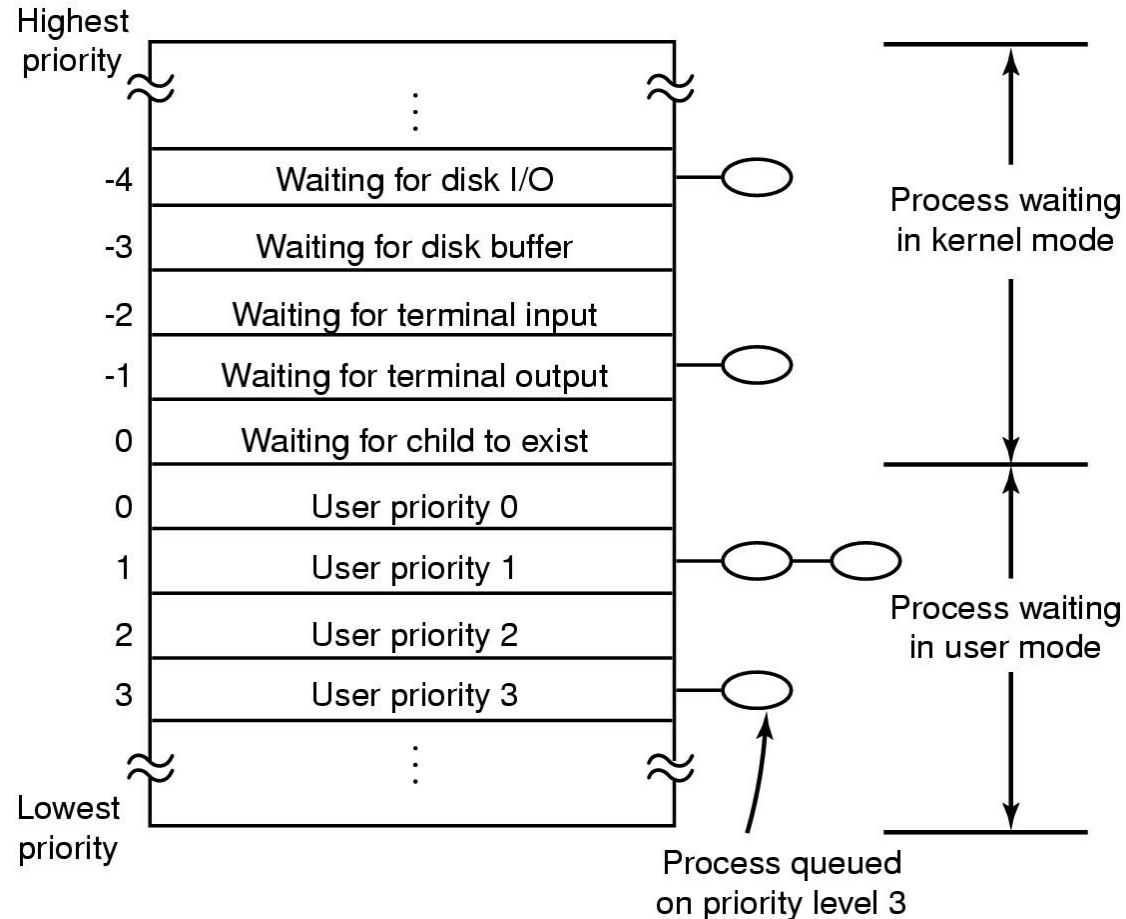 Highest
priority
-4 Waiting for disk I/O
-3 Waiting for disk buffer
-2 Waiting for terminal input
-1 Waiting for terminal output
0 Waiting for child to exist
0 User priority 0
1 User priority 1
2 User priority 2
3 User priority 3
Lowest
priority
Process waiting
in kernel mode
Process waiting
in user mode
Process queued
on priority level 3